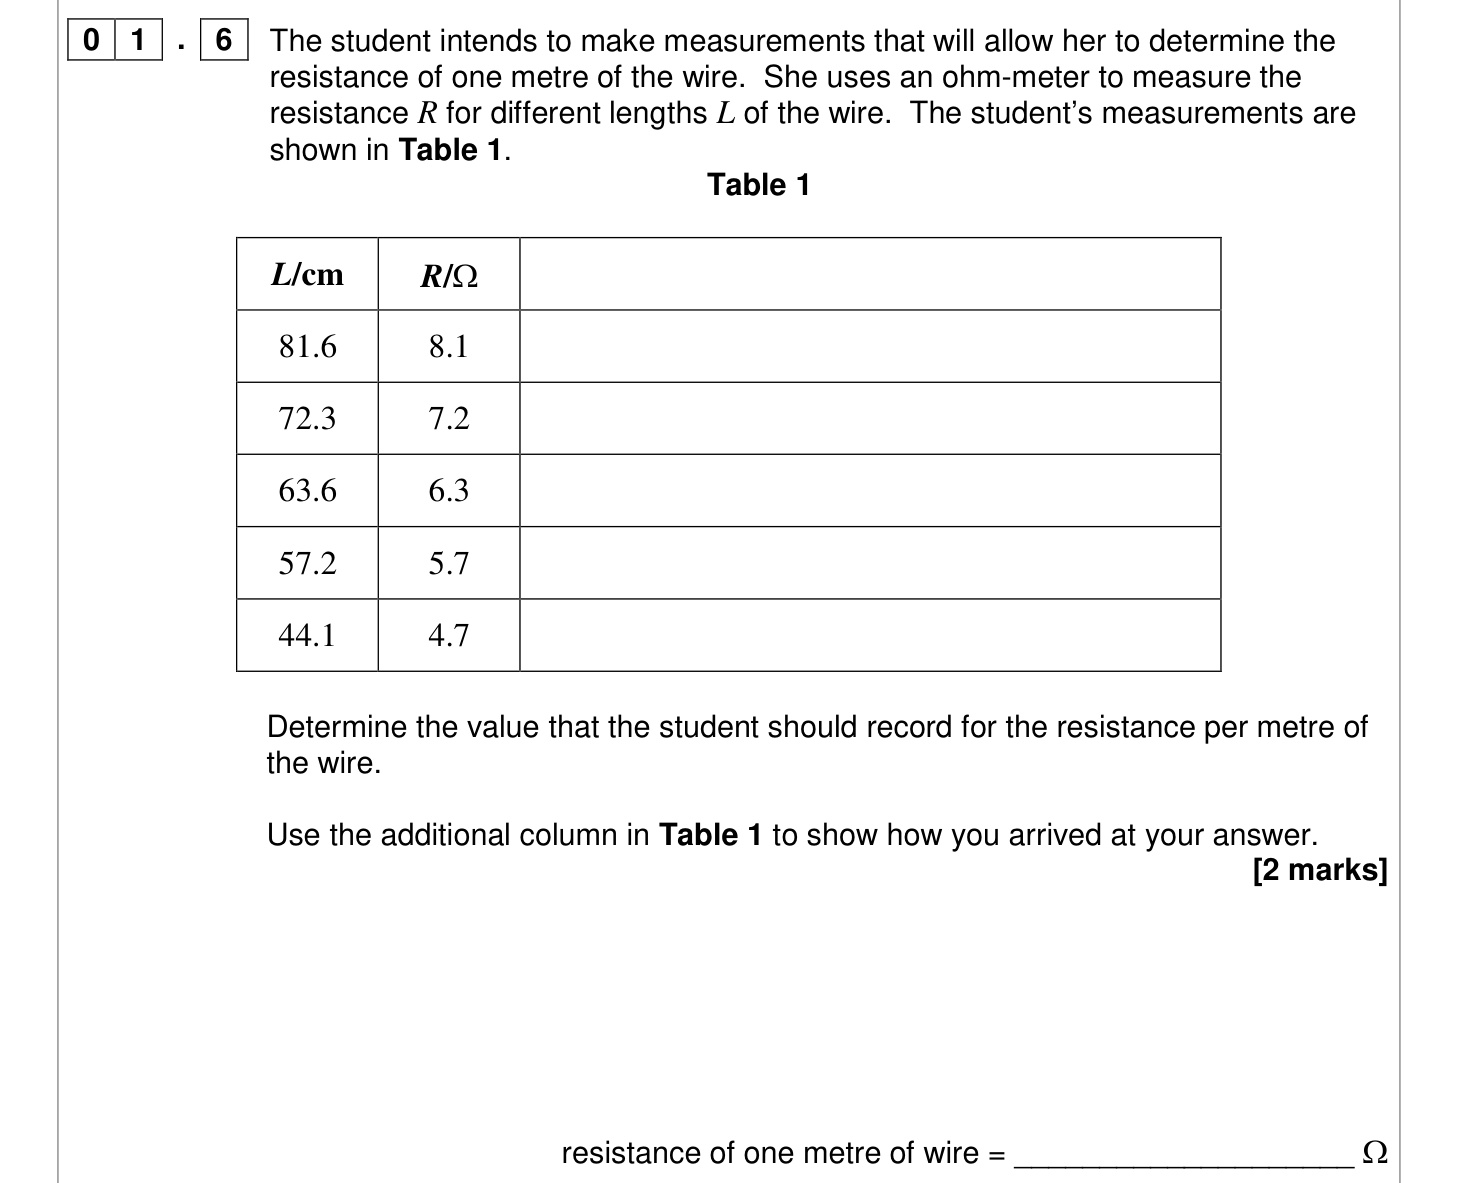 0 1 . 6 The student intends to make measurements that will allow her to determine the
resistance of one metre of the wire. She uses an ohm-meter to measure the
resistance R for different lengths L of the wire. The student’s measurements are
shown in Table 1.
Table 1
L/cm R/Ω
81.6 8.1
72.3 7.2
63.6 6.3
57.2 5.7
44.1 4.7
Determine the value that the student should record for the resistance per metre of
the wire.
Use the additional column in Table 1 to show how you arrived at your answer.
[2 marks]
resistance of one metre of wire = ____________________ Ω